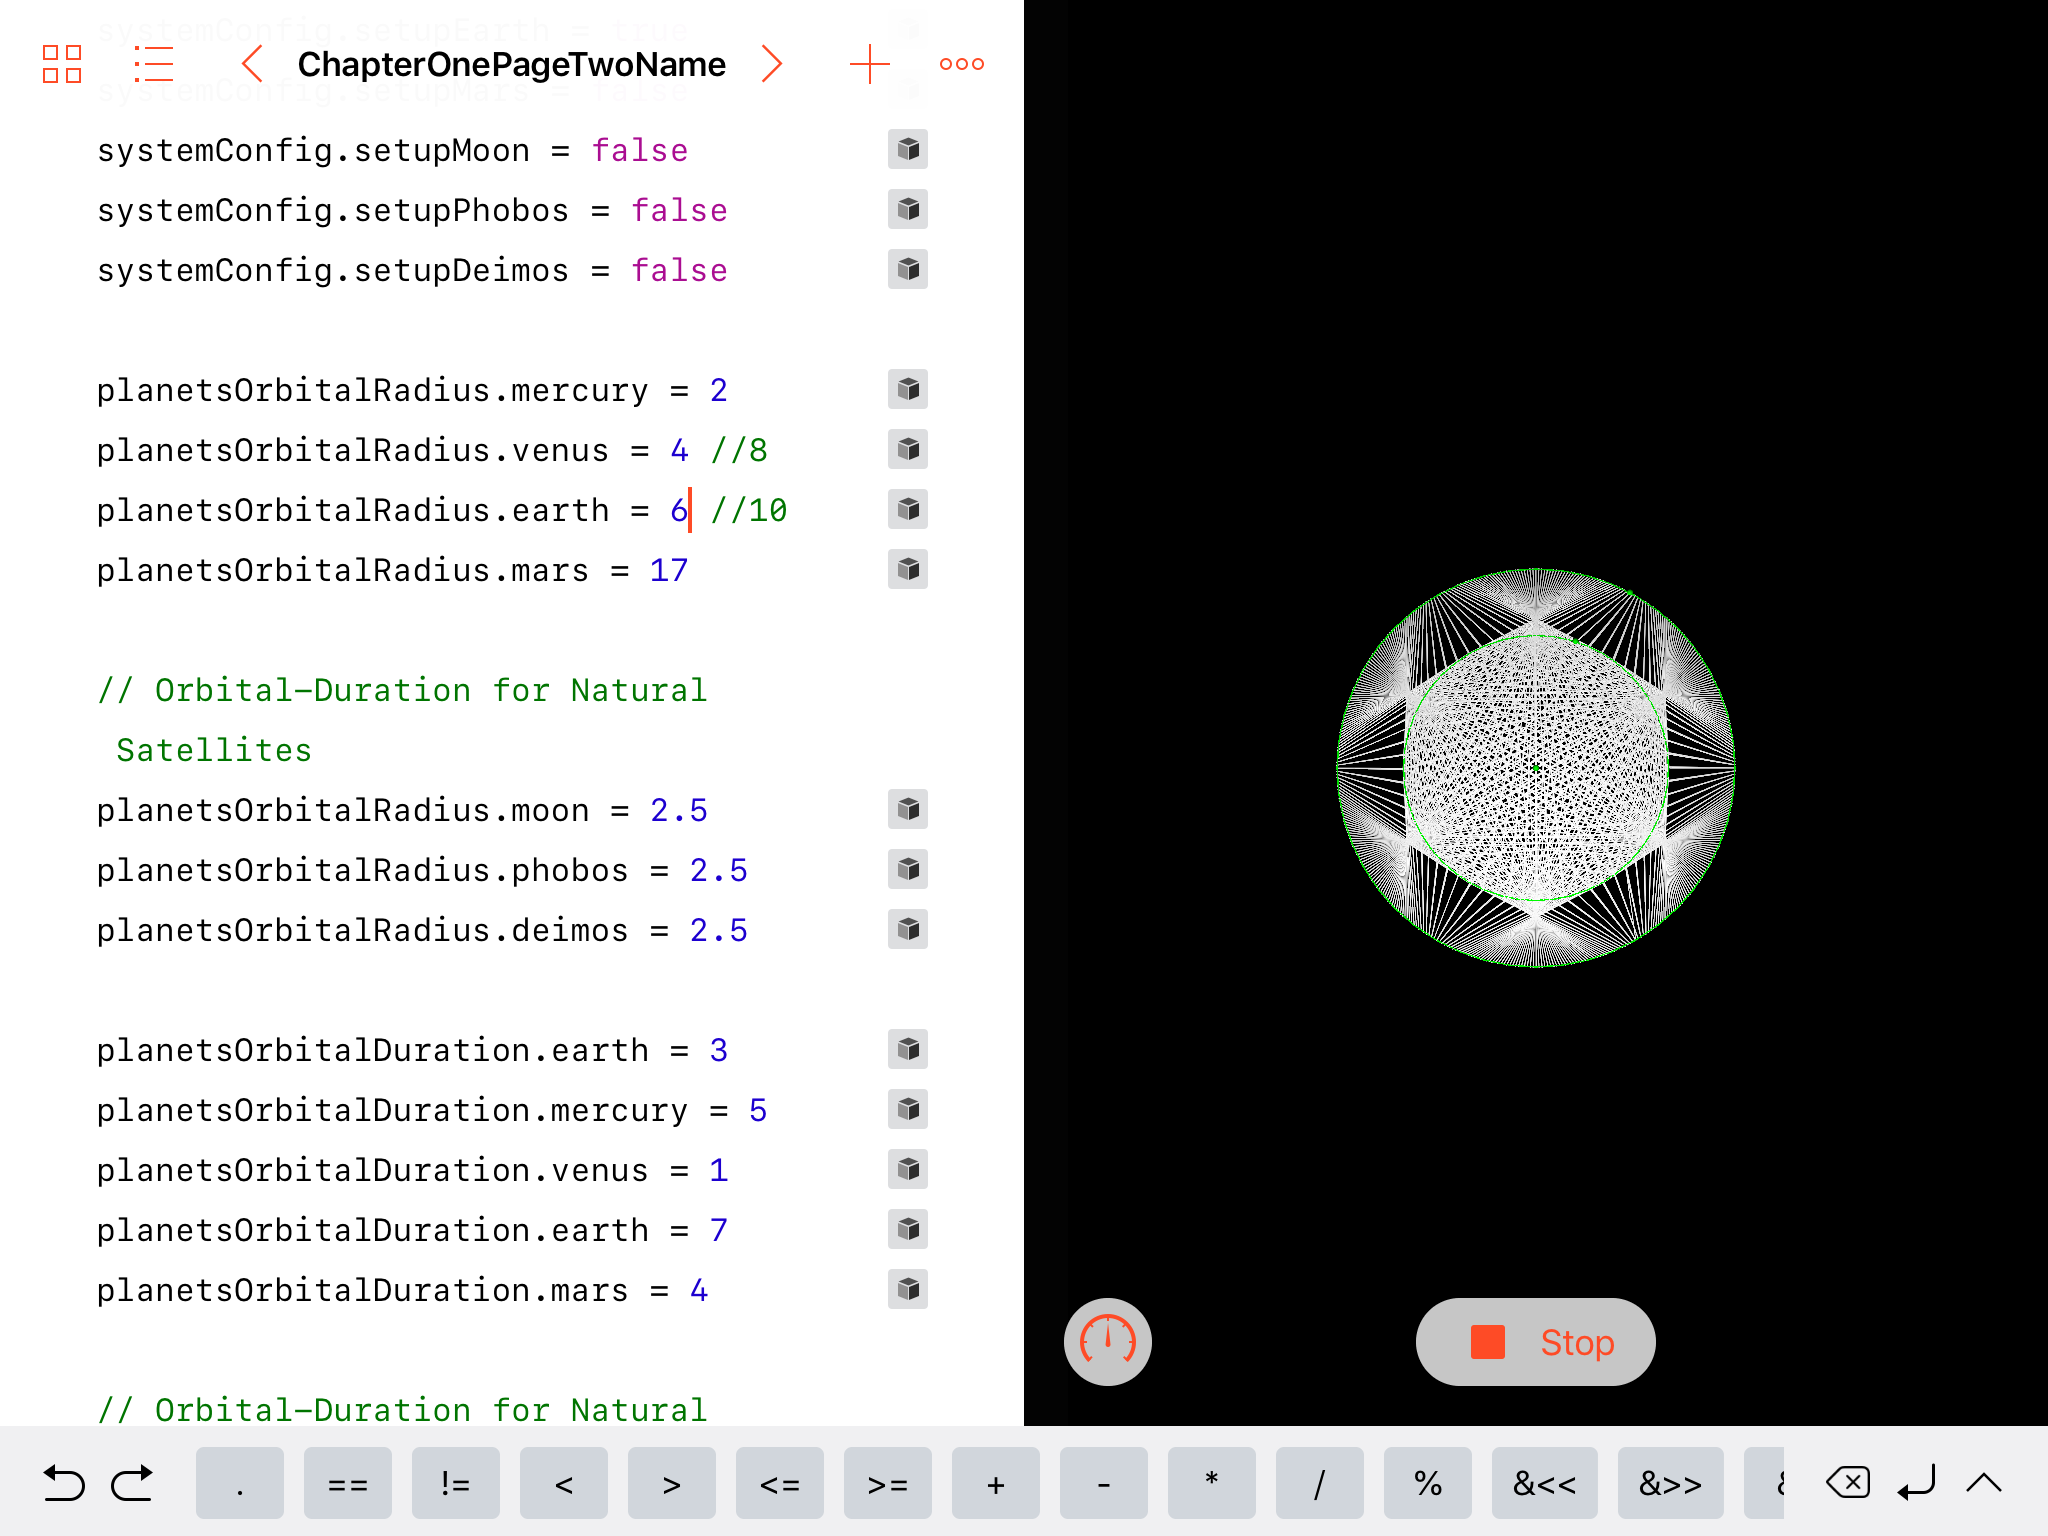 systemConfig.setupEarth = true
ChapterOnePageTwoName
systemConfig.setupMars = false
systemConfig.setupMoon = false
systemConfig.setupPhobos = false
systemConfig.setupDeimos = false
planetsOrbitalRadius.mercury = 2
planetsOrbitalRadius.venus = 4 //8
planetsOrbitalRadius.earth = 6 //10
planetsOrbitalRadius.mars = 17
// Orbital-Duration for Natural
Satellites
planetsOrbitalRadius.moon = 2.5
planetsOrbitalRadius.phobos = 2.5
planetsOrbitalRadius.deimos = 2.5
planetsOrbitalDuration.earth = 3
planetsOrbitalDuration.mercury = 5
planetsOrbitalDuration.venus = 1
planetsOrbitalDuration.earth = 7
planetsOrbitalDuration.mars = 4
// Orbital-Duration for Natural
Stop
. == != < > <= >= + - * / % &<< &>>